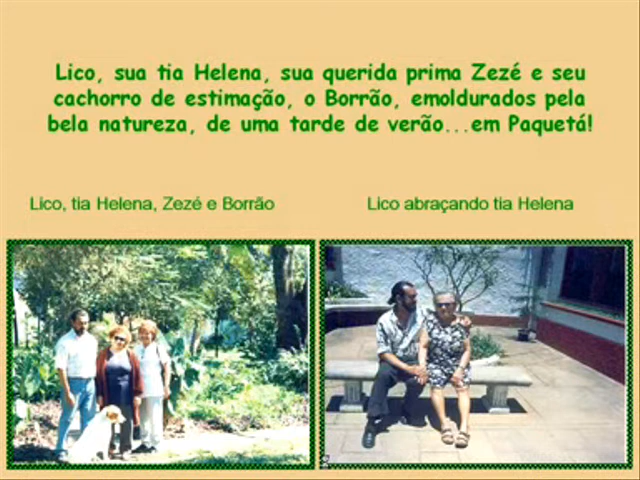 Lico, sua tia Helena, sua querida prima Zezé e seu
cachorro de estimação, o Borrão, emoldurados pela
bela natureza, de uma tarde de verão...em Paquetá!
Lico, tia Helena, Zezé e Borrão
Lico abraçando tia Helena